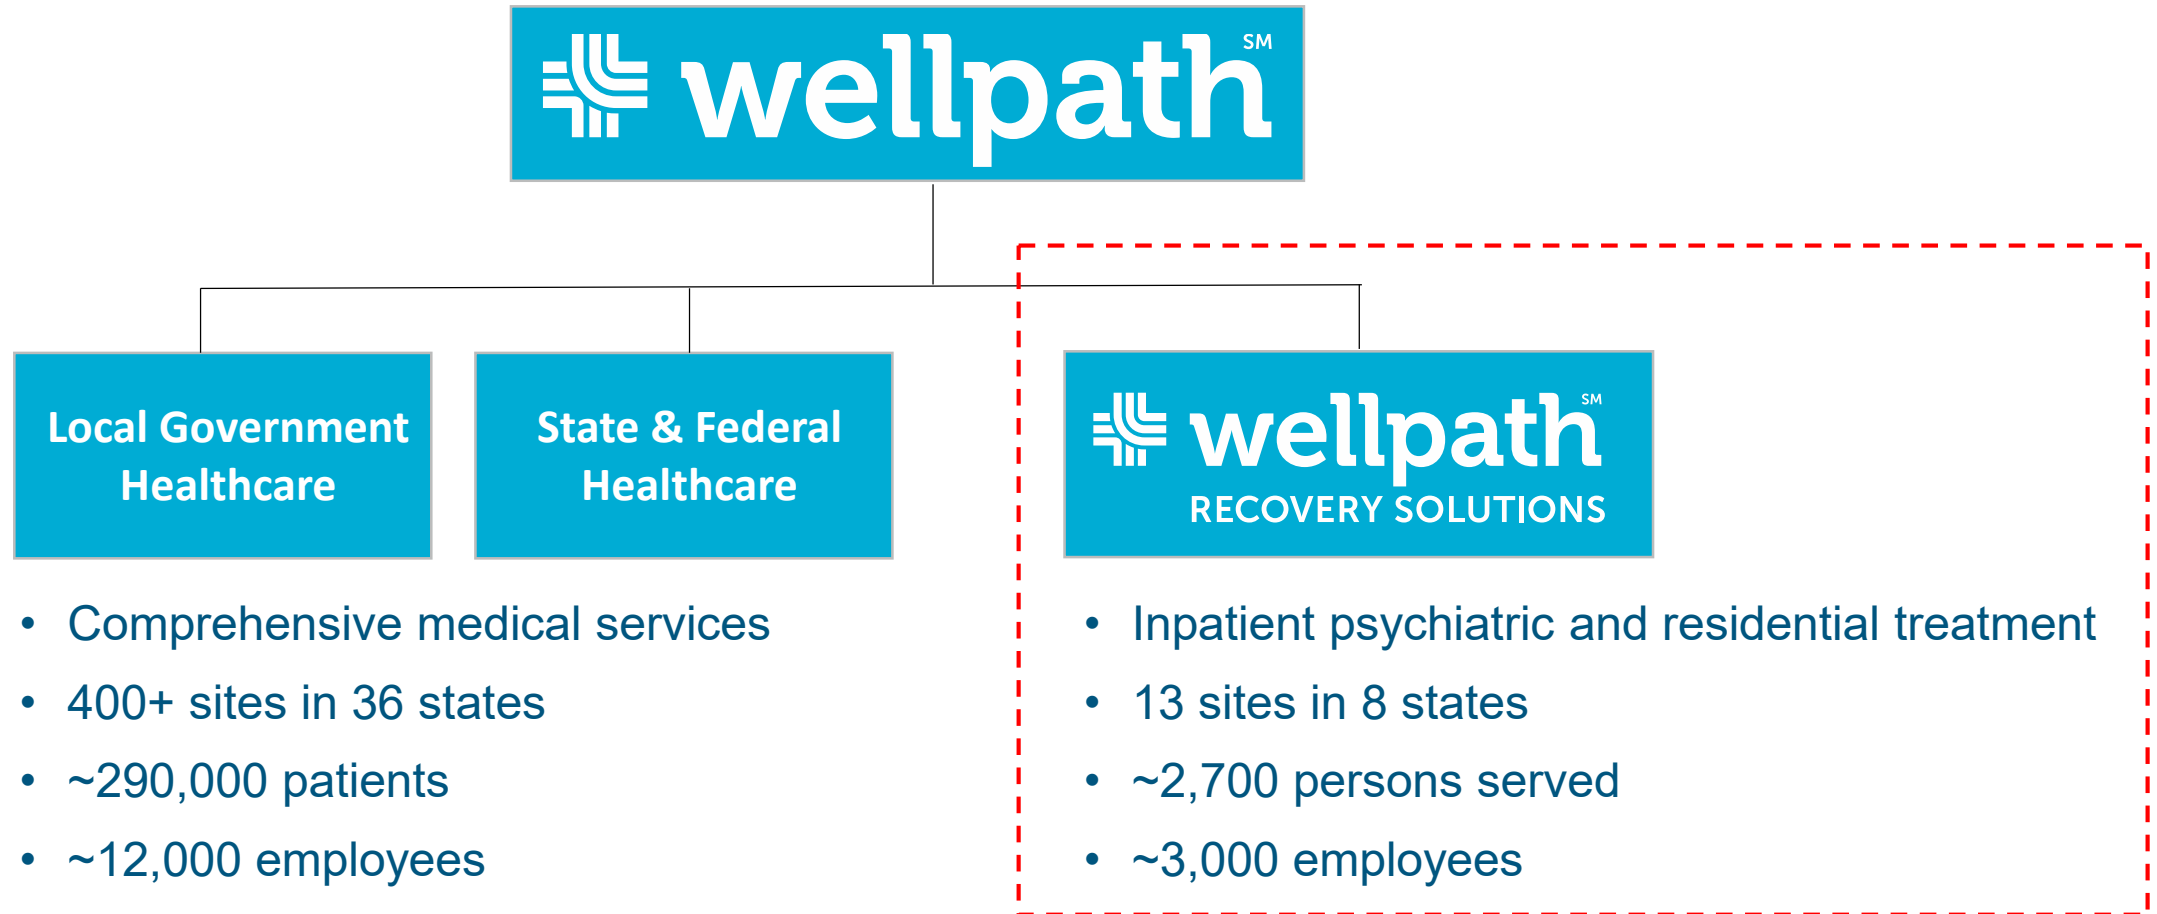 wellpath SM
Local Government
Healthcare
State & Federal
Healthcare
wellpath SM
RECOVERY SOLUTIONS
• Comprehensive medical services
• 400+ sites in 36 states
• ~290,000 patients
• ~12,000 employees
• Inpatient psychiatric and residential treatment
• 13 sites in 8 states
• ~2,700 persons served
• ~3,000 employees